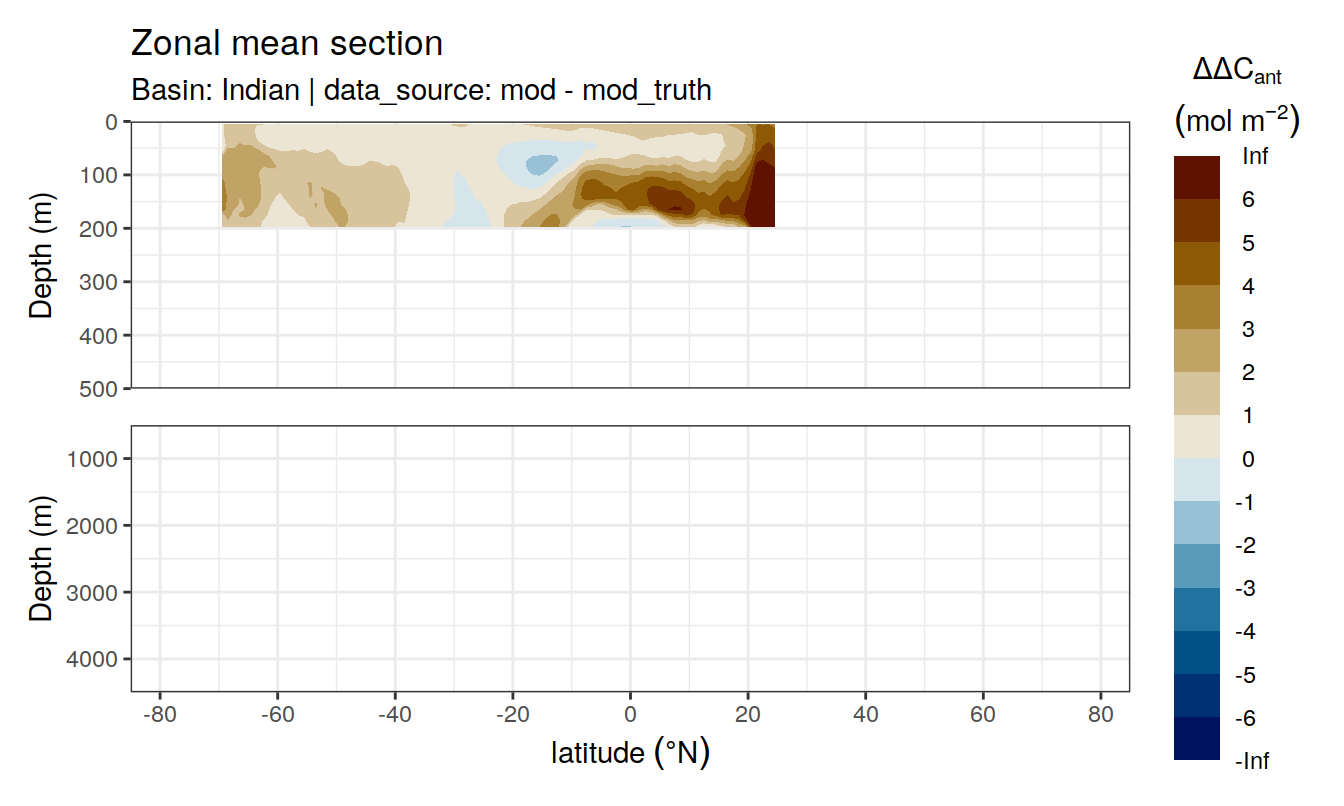 Zonal mean section
Basin: Indian | data_source: mod - mod_truth
ΔΔC_ant
(mol m⁻²)
Inf
6
5
4
3
2
1
0
-1
-2
-3
-4
-5
-6
-Inf
Depth (m)
0
100
200
300
400
500
Depth (m)
1000
2000
3000
4000
-80 -60 -40 -20 0 20 40 60 80
latitude (°N)